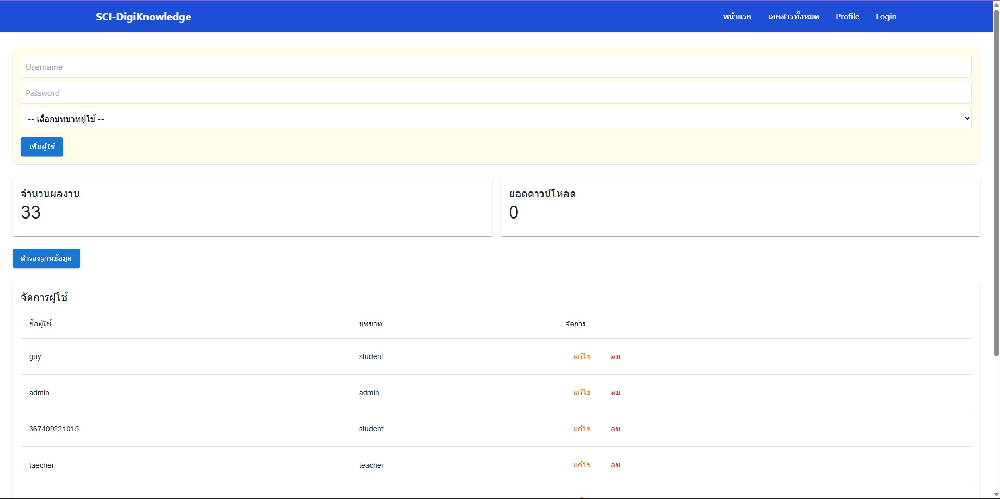 SCI-DigiKnowledge หน้าแรก เอกสารทั้งหมด Profile Login
Username
Password
-- เลือกบทบาทผู้ใช้ --
เพิ่มผู้ใช้
จำนวนผลงาน
33
ยอดดาวน์โหลด
0
สำรองฐานข้อมูล
จัดการผู้ใช้
ชื่อผู้ใช้ บทบาท จัดการ
guy student แก้ไข ลบ
admin admin แก้ไข ลบ
367409221015 student แก้ไข ลบ
taecher teacher แก้ไข ลบ